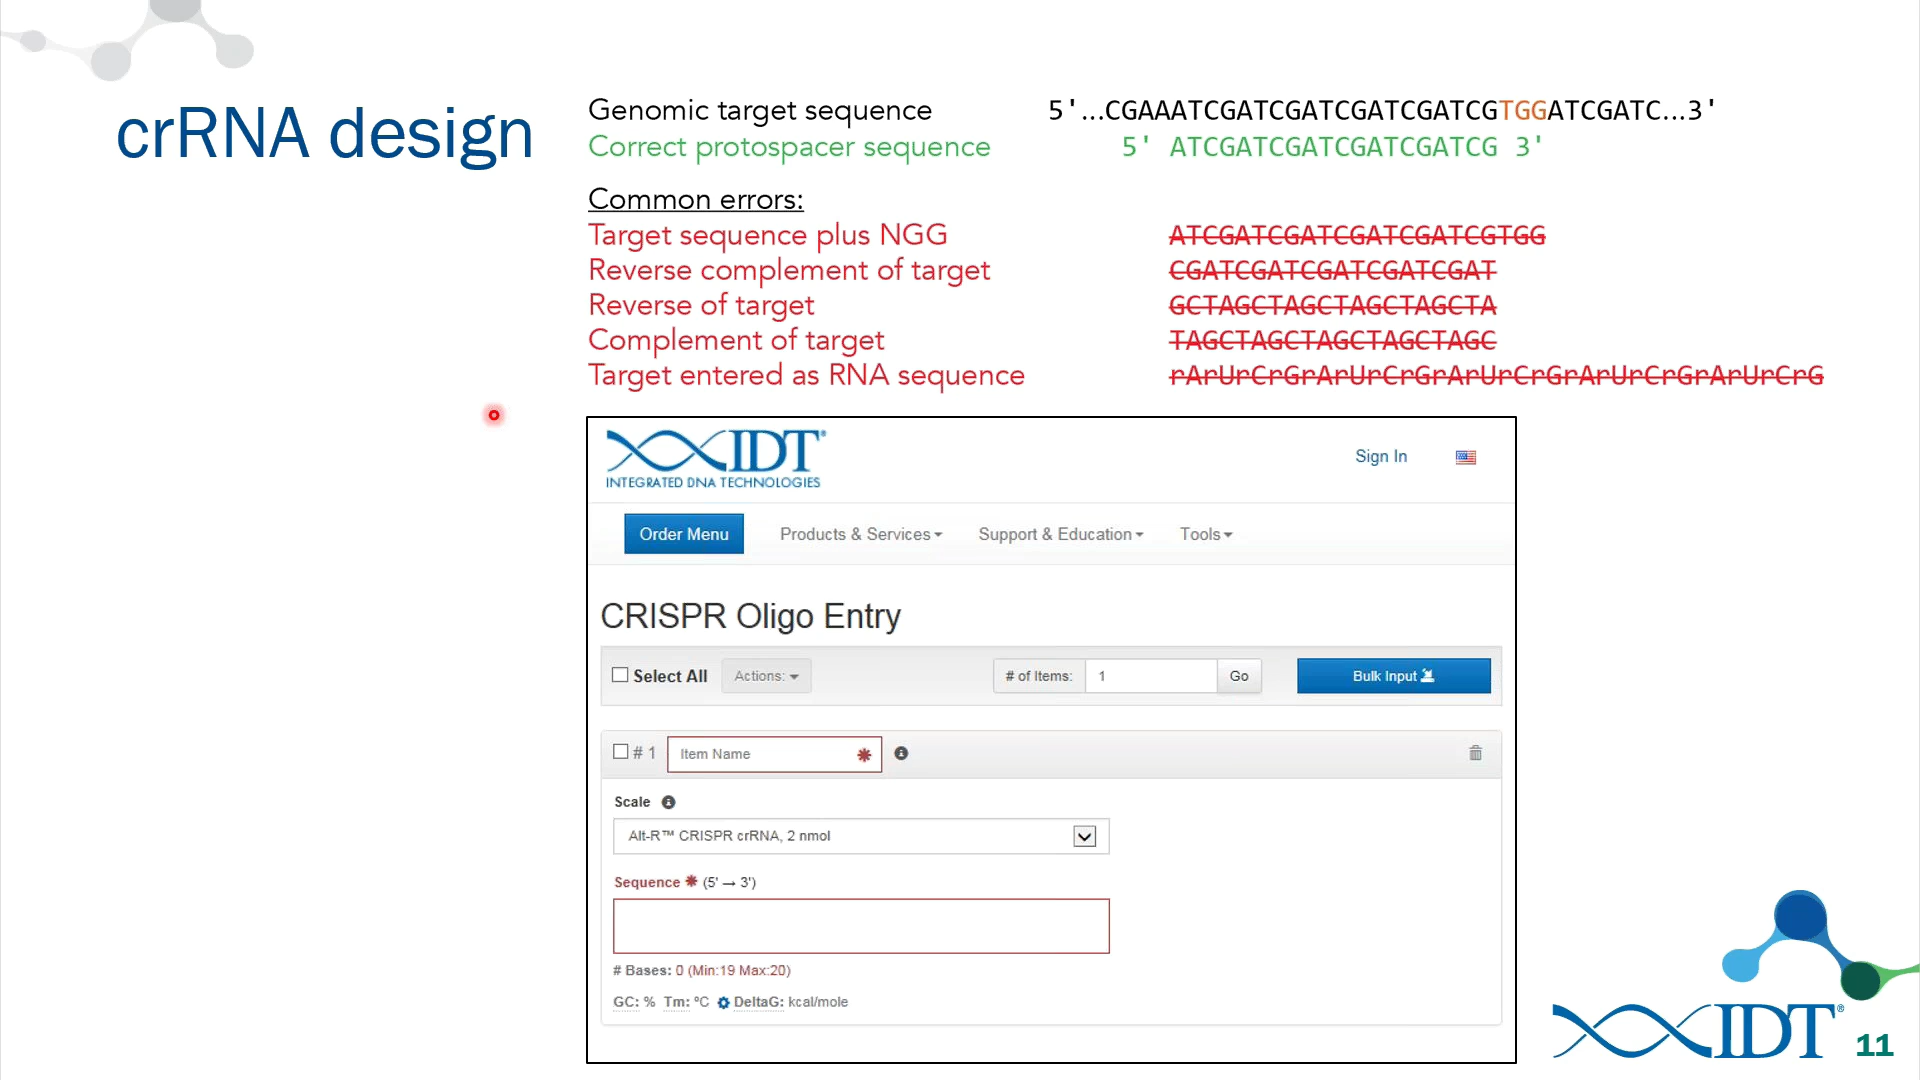 crRNA design
Genomic target sequence 5'...CGAAATCGATCGATCGATCGATCGTGGATCGATC...3'
Correct protospacer sequence 5' ATCGATCGATCGATCGATCG 3'
Common errors:
Target sequence plus NGG ATCGATCGATCGATCGATCGTGG
Reverse complement of target CGATCGATCGATCGATCGAT
Reverse of target GCTAGCTAGCTAGCTAGCTA
Complement of target TAGCTAGCTAGCTAGCTAGC
Target entered as RNA sequence rArUrCrGrArUrCrGrArUrCrGrArUrCrGrArUrCrG
IDT®
INTEGRATED DNA TECHNOLOGIES
Sign In
Order Menu Products & Services Support & Education Tools
CRISPR Oligo Entry
Select All Actions: # of Items: 1 Go Bulk Input
# 1 Item Name *
Scale
Alt-R™ CRISPR crRNA, 2 nmol
Sequence * (5' → 3')
# Bases: 0 (Min:19 Max:20)
GC: % Tm: ºC DeltaG: kcal/mole
IDT® 11